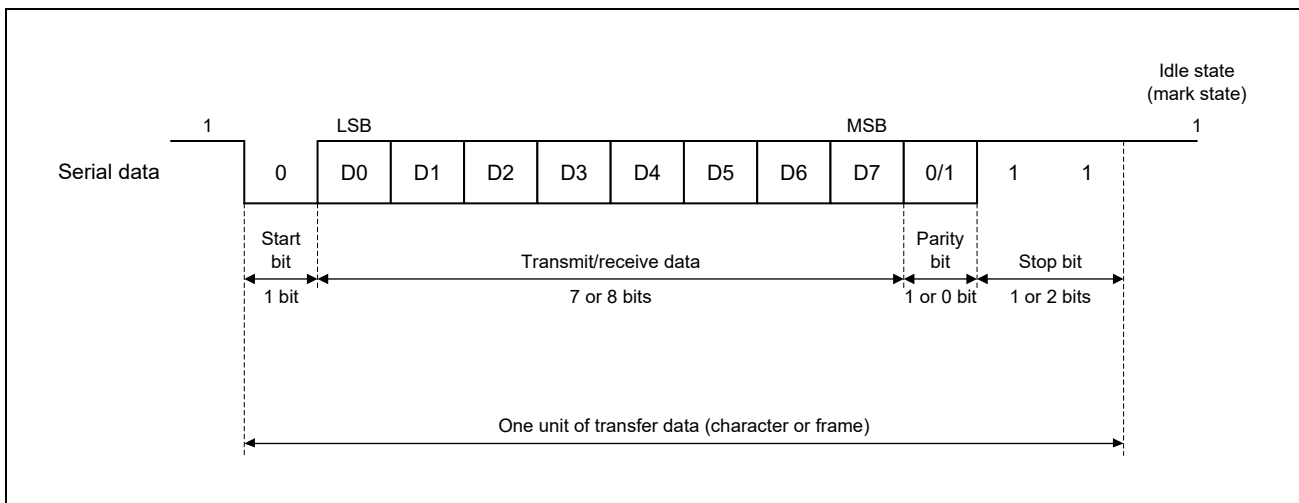 Idle state
(mark state)
1 LSB MSB 1
Serial data 0 D0 D1 D2 D3 D4 D5 D6 D7 0/1 1 1
Start
bit
1 bit
Transmit/receive data
7 or 8 bits
Parity
bit
1 or 0 bit
Stop bit
1 or 2 bits
One unit of transfer data (character or frame)